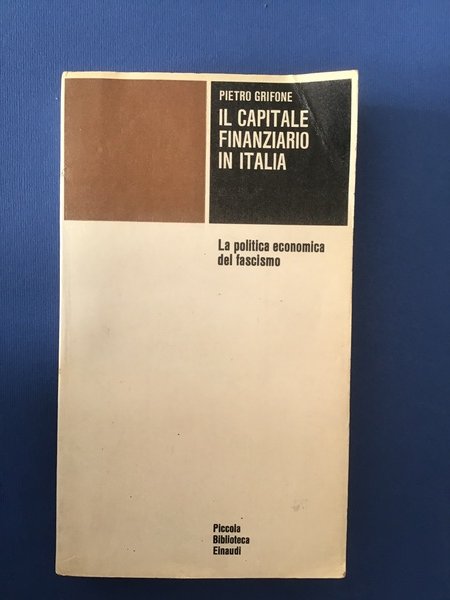 PIETRO GRIFONE
IL CAPITALE
FINANZIARIO
IN ITALIA
La politica economica
del fascismo
Piccola
Biblioteca
Einaudi